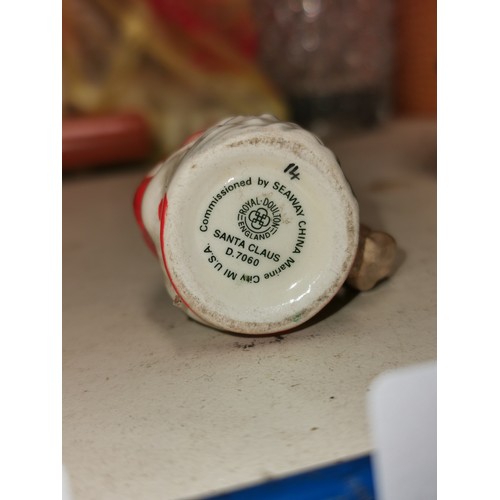 14
Commissioned by SEAWAY CHINA Marine City MI U.S.A.
ROYAL·DOULTON
ENGLAND
SANTA CLAUS
D.7060